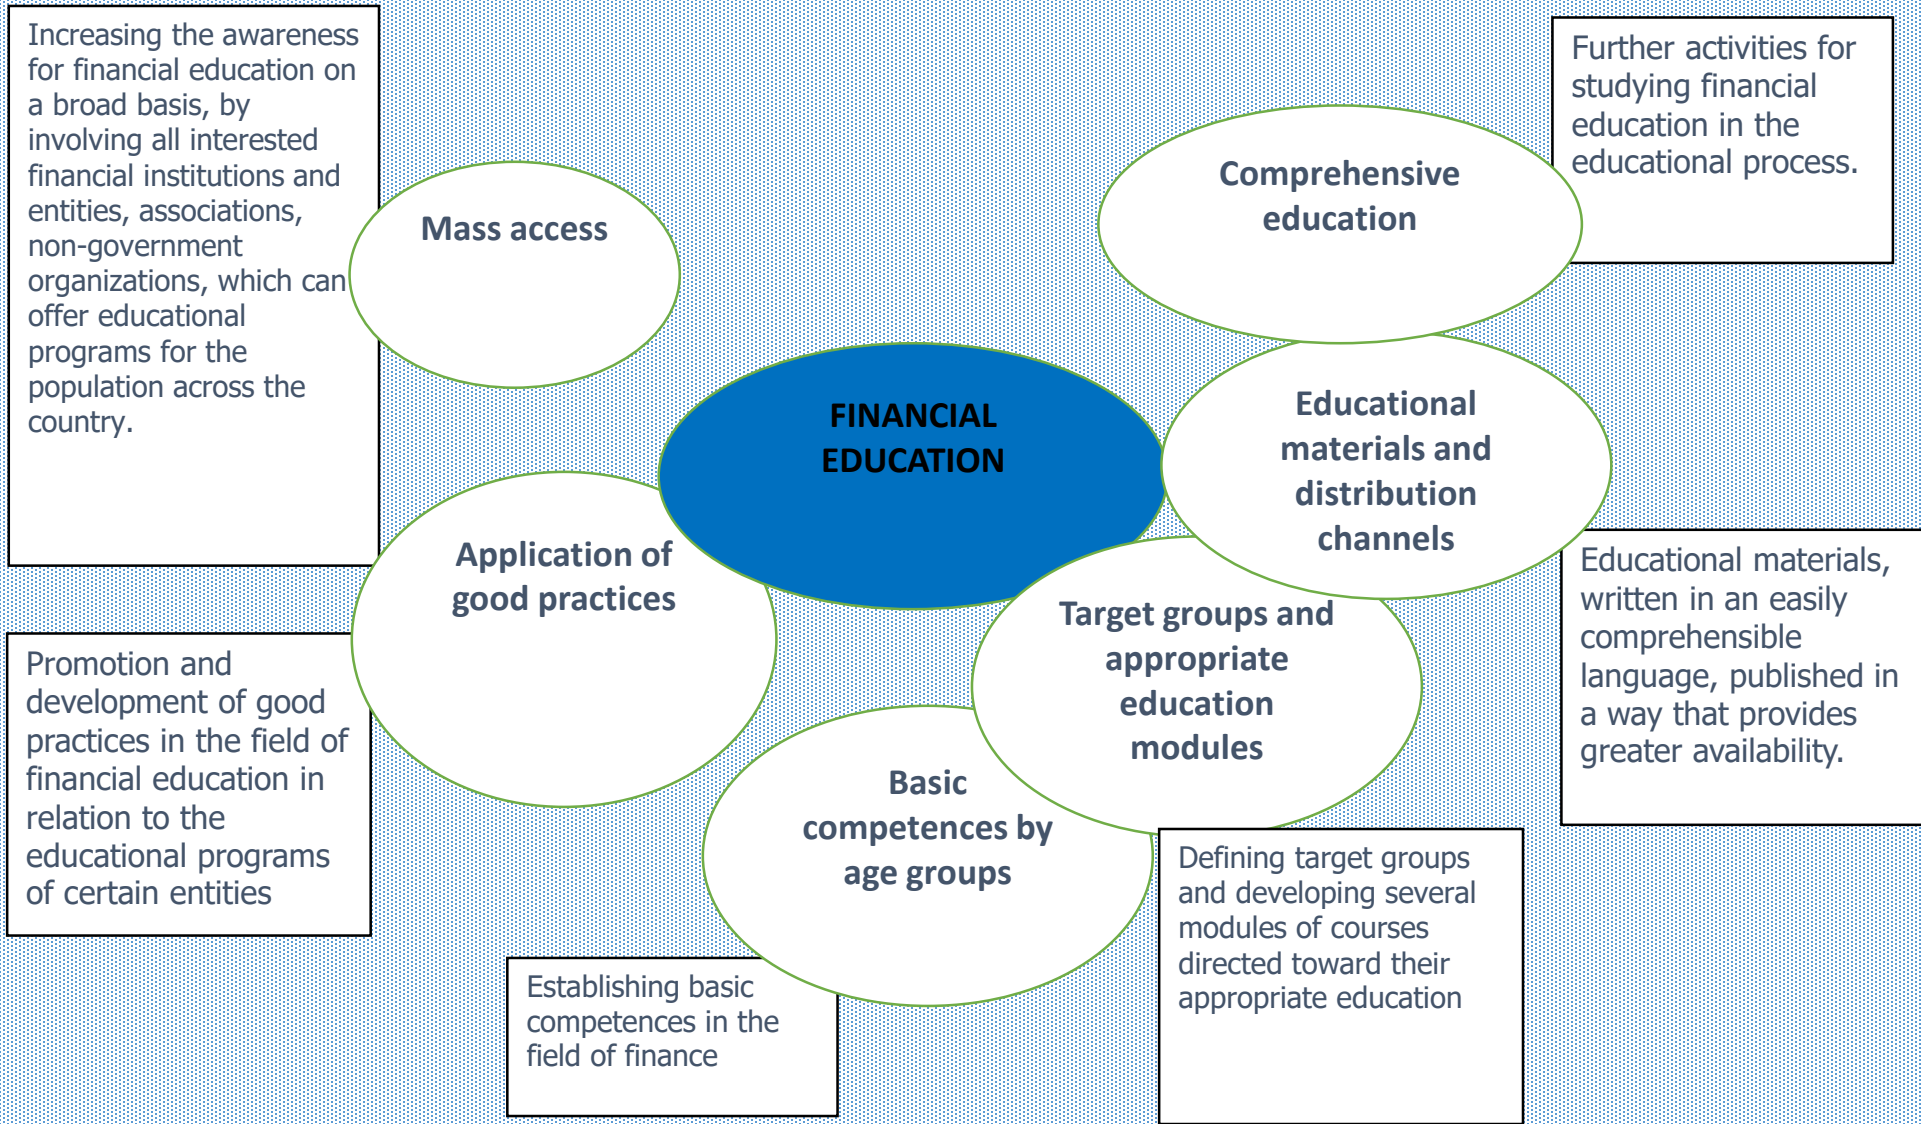 Increasing the awareness
for financial education on
a broad basis, by
involving all interested
financial institutions and
entities, associations,
non-government
organizations, which can
offer educational
programs for the
population across the
country.
Mass access
Comprehensive
education
Further activities for
studying financial
education in the
educational process.
FINANCIAL
EDUCATION
Educational
materials and
distribution
channels
Educational materials,
written in an easily
comprehensible
language, published in
a way that provides
greater availability.
Application of
good practices
Promotion and
development of good
practices in the field of
financial education in
relation to the
educational programs
of certain entities
Target groups and
appropriate
education
modules
Defining target groups
and developing several
modules of courses
directed toward their
appropriate education
Basic
competences by
age groups
Establishing basic
competences in the
field of finance